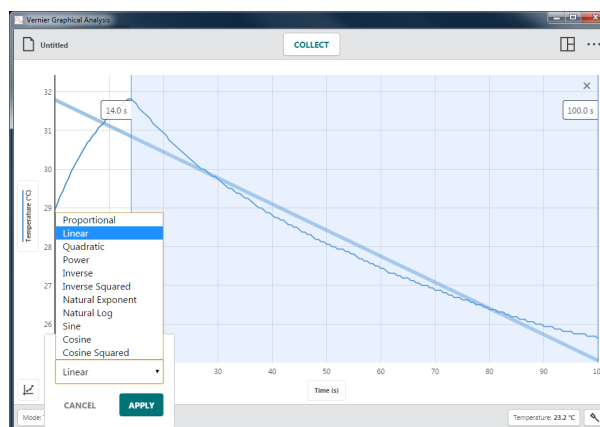 Vernier Graphical Analysis
Untitled
COLLECT
...
32
31
30
29
28
27
26
14.0 s
100.0 s
Temperature (°C)
Proportional
Linear
Quadratic
Power
Inverse
Inverse Squared
Natural Exponent
Natural Log
Sine
Cosine
Cosine Squared
Linear
CANCEL
APPLY
30 40 50 60 70 80 90
Time (s)
Mode:
Temperature: 23.2 °C